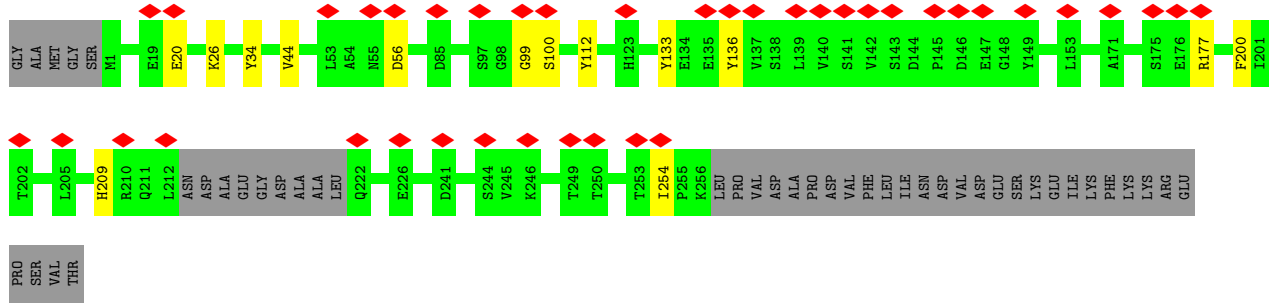 GLY ALA MET GLY SER M1 E19 E20 K26 Y34 V44 L53 A54 N55 D56 D85 S97 G98 G99 S100 Y112 H123 Y133 E134 E135 Y136 V137 S138 L139 V140 S141 V142 S143 D144 P145 D146 E147 G148 Y149 L153 A171 S175 E176 R177 F200 I201
T202 L205 H209 R210 Q211 L212 ASN ASP ALA GLU GLY ASP ALA ALA LEU Q222 E226 D241 S244 V245 K246 T249 T250 T253 I254 P255 K256 LEU PRO VAL ASP ALA PRO ASP VAL PHE LEU ILE ASN ASP VAL ASP GLU SER LYS GLU ILE LYS PHE LYS LYS ARG GLU
PRO SER VAL THR